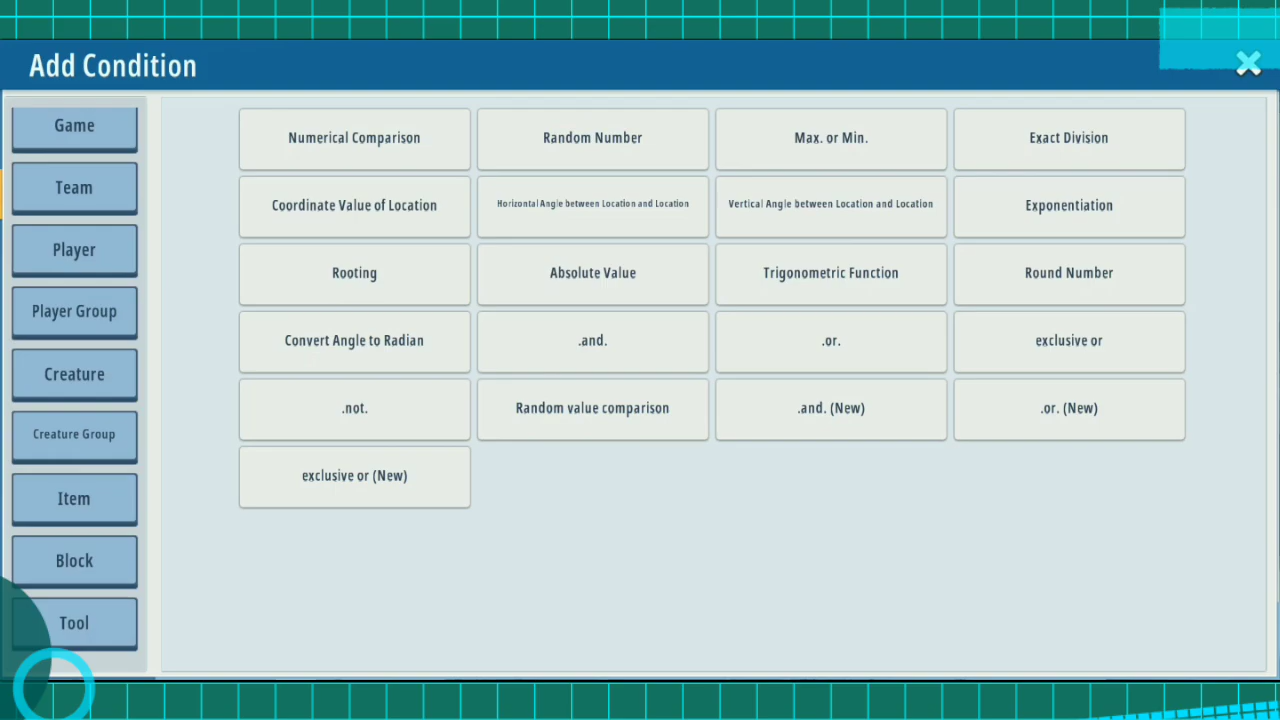 Add Condition
Game
Team
Player
Player Group
Creature
Creature Group
Item
Block
Tool
Numerical Comparison
Random Number
Max. or Min.
Exact Division
Coordinate Value of Location
Horizontal Angle between Location and Location
Vertical Angle between Location and Location
Exponentiation
Rooting
Absolute Value
Trigonometric Function
Round Number
Convert Angle to Radian
.and.
.or.
exclusive or
.not.
Random value comparison
.and. (New)
.or. (New)
exclusive or (New)